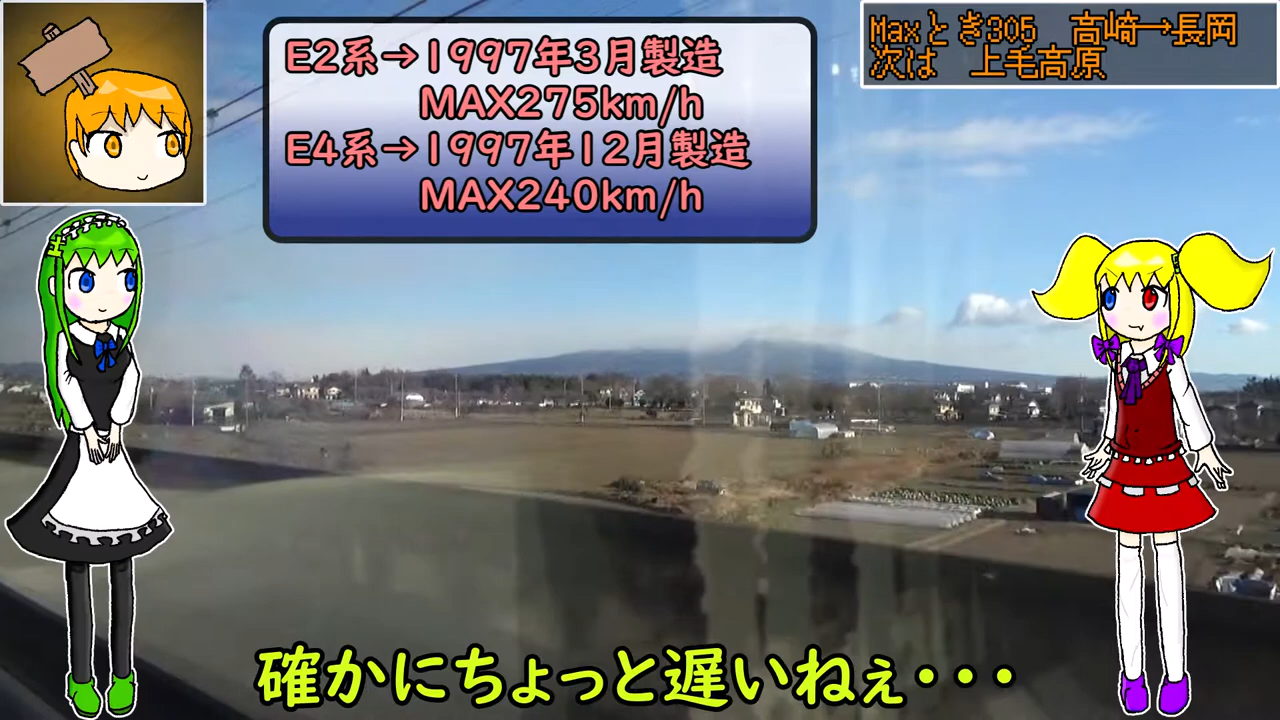 E2系→1997年3月製造
MAX275km/h
E4系→1997年12月製造
MAX240km/h
Maxとき305 高崎→長岡
次は 上毛高原
確かにちょっと遅いねぇ・・・